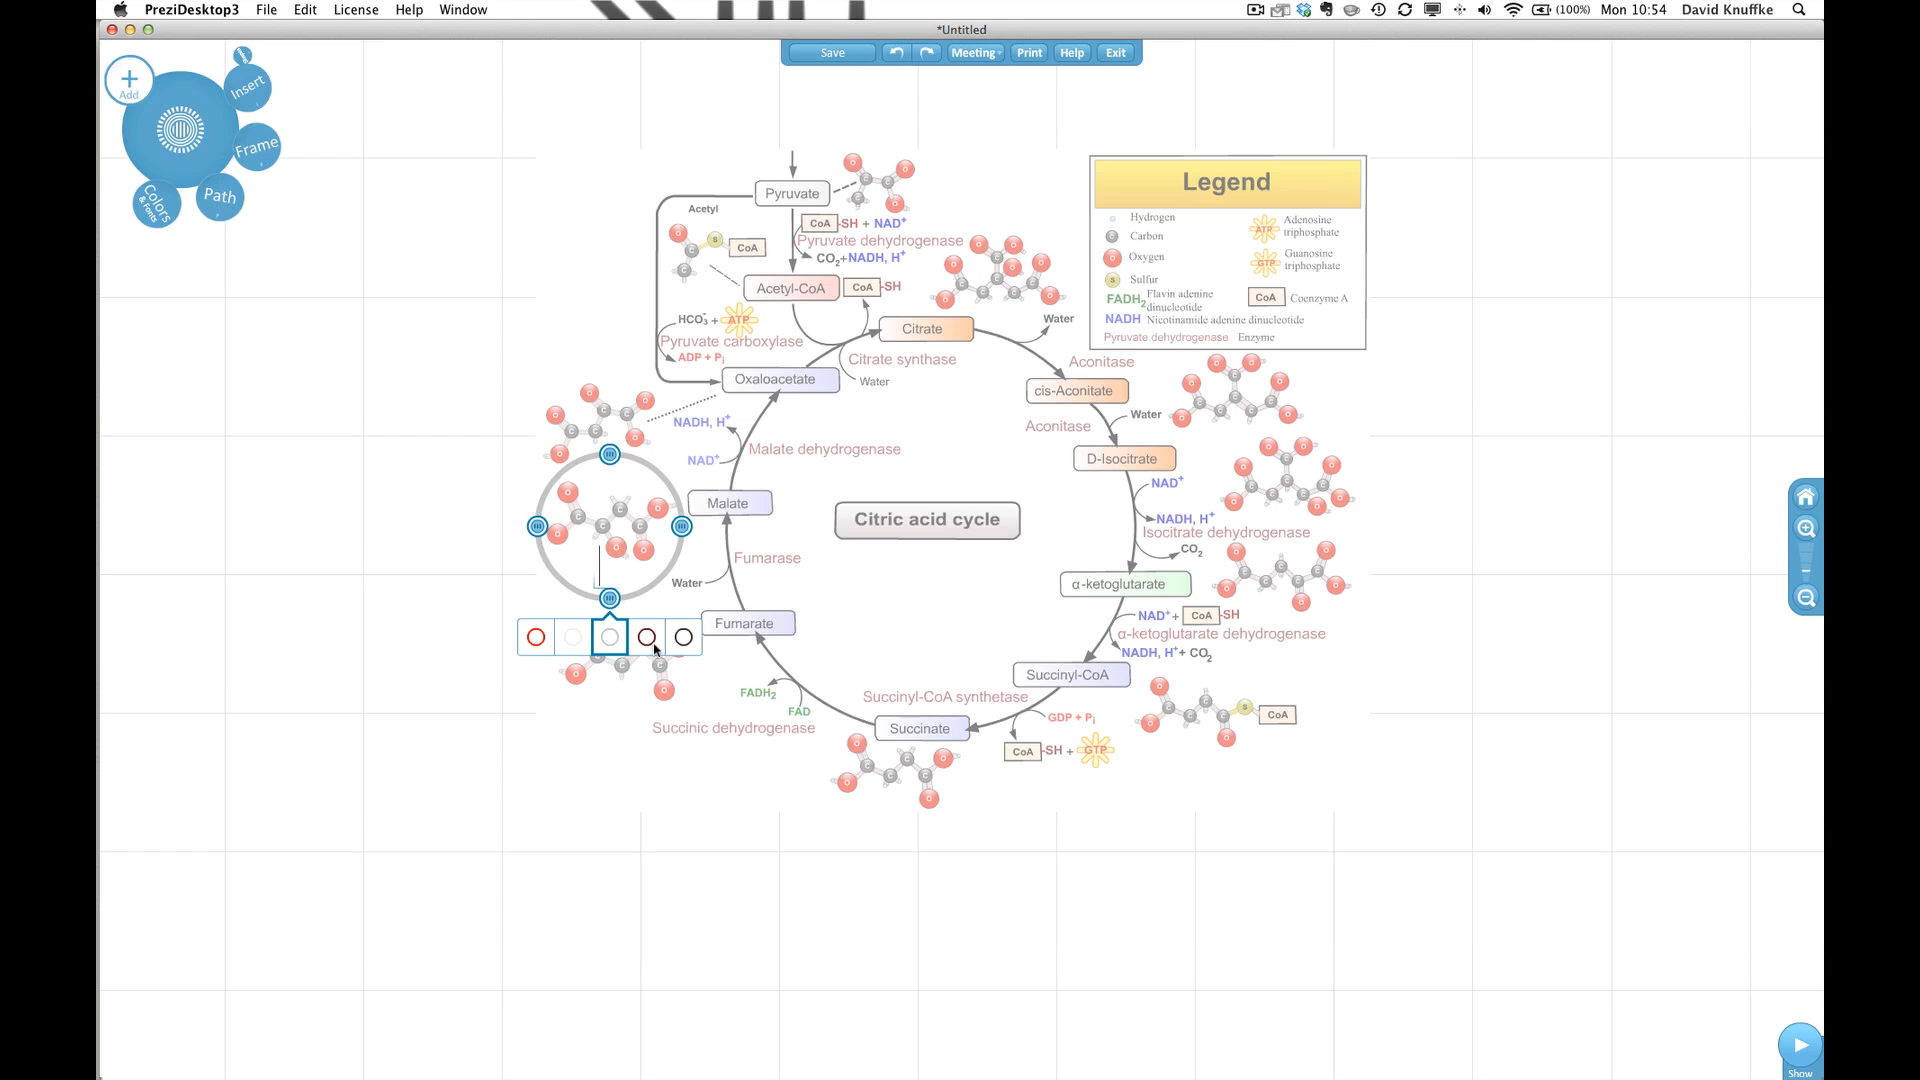 PreziDesktop3 File Edit License Help Window
(100%) Mon 10:54 David Knuffke
*Untitled
Save Meeting Print Help Exit
Add
Insert
Frame
Path
Colors
& Fonts
Legend
Hydrogen
Carbon
Oxygen
S Sulfur
FADH2 Flavin adenine
dinucleotide
NADH Nicotinamide adenine dinucleotide
Pyruvate dehydrogenase Enzyme
ATP Adenosine
triphosphate
GTP Guanosine
triphosphate
CoA Coenzyme A
Pyruvate
Acetyl
CoA-SH + NAD+
Pyruvate dehydrogenase
CO2+NADH, H+
S CoA
Acetyl-CoA
CoA-SH
HCO3- + ATP
Pyruvate carboxylase
ADP + Pi
Citrate
Water
Citrate synthase
Water
Oxaloacetate
Aconitase
cis-Aconitate
Water
Aconitase
D-Isocitrate
NADH, H+
Malate dehydrogenase
NAD+
NAD+
NADH, H+
Isocitrate dehydrogenase
CO2
Malate
Citric acid cycle
Fumarase
Water
α-ketoglutarate
NAD+ + CoA-SH
α-ketoglutarate dehydrogenase
NADH, H+ + CO2
Fumarate
Succinyl-CoA
Succinyl-CoA synthetase
FADH2
FAD
Succinic dehydrogenase
GDP + Pi
Succinate
CoA-SH + GTP
S CoA
Show